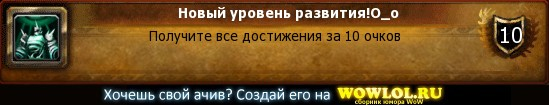 Новый уровень развития!O_o
Получите все достижения за 10 очков
10
Хочешь свой ачив? Создай его на WOWLOL.RU
сборник юмора WoW